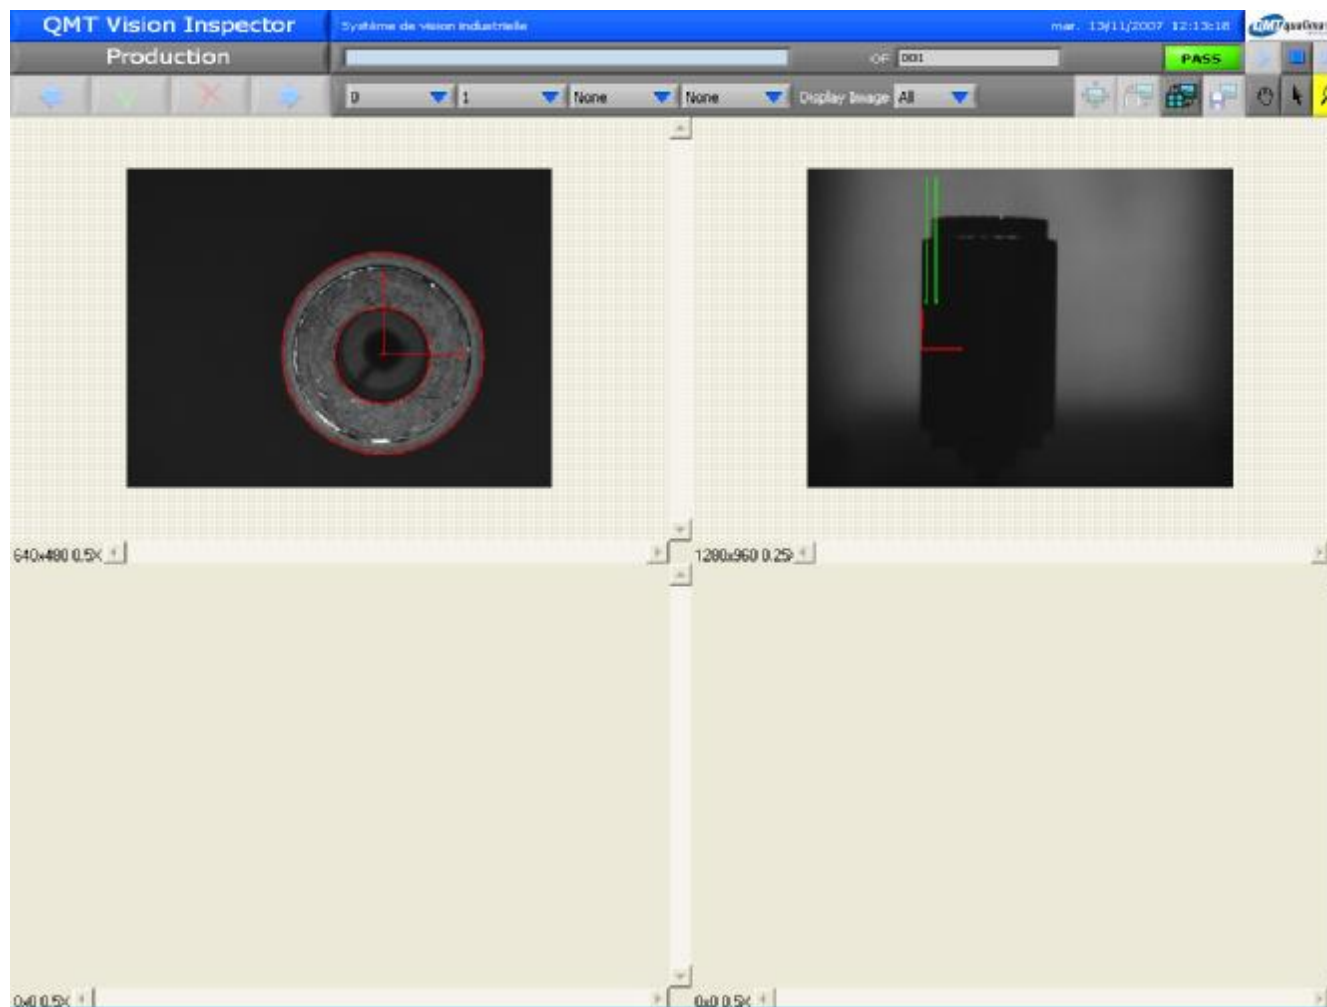 QMT Vision Inspector
Système de vision industrielle
mar. 13/11/2007 12:13:18
QMT
Production
OF 001
PASS
0 1 None None Display Image All
640x480 0.5X
1280x960 0.25
0x0 0.5X
0x0 0.5X